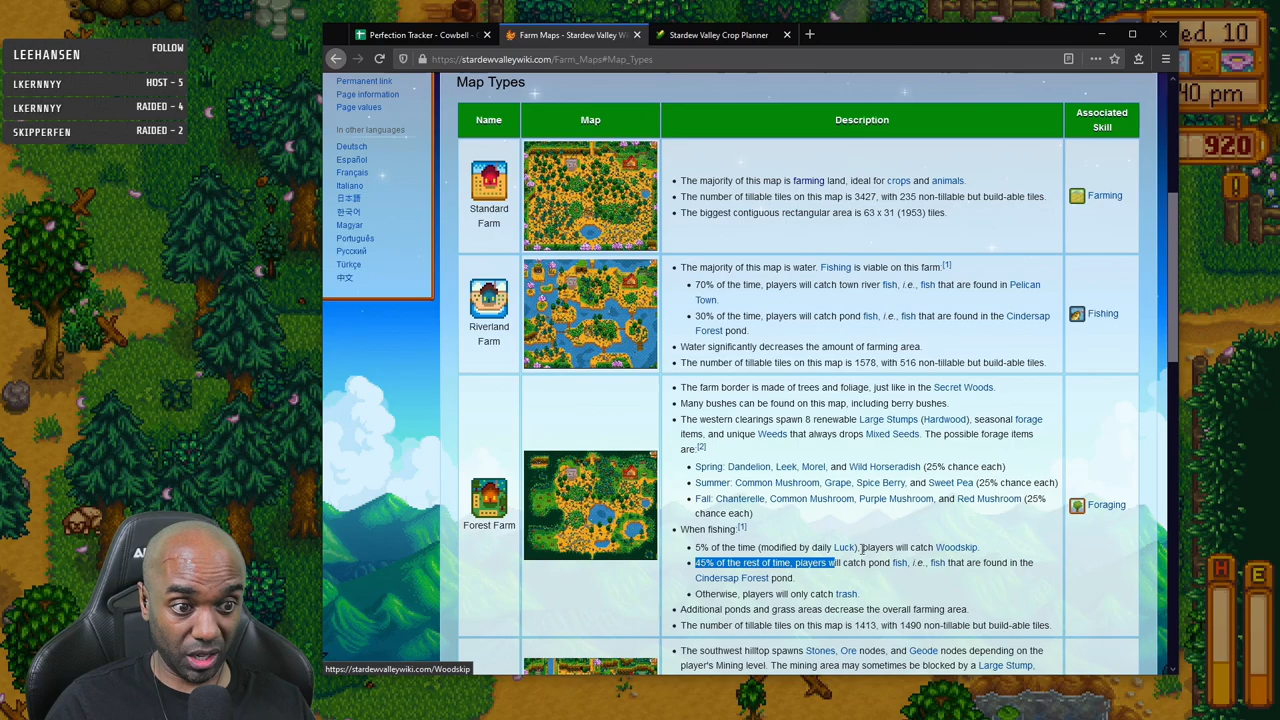 LEEHANSEN
FOLLOW
LKERNNYY
HOST - 5
LKERNNYY
RAIDED - 4
SKIPPERFEN
RAIDED - 2
Perfection Tracker - Cowbell -
Farm Maps - Stardew Valley Wi
Stardew Valley Crop Planner
https://stardewvalleywiki.com/Farm_Maps#Map_Types
ed. 10
40 pm
920
Permanent link
Page information
Page values
In other languages
Deutsch
Español
Français
Italiano
日本語
한국어
Magyar
Português
Русский
Türkçe
中文
Map Types
Name
Map
Description
Associated
Skill
Standard
Farm
• The majority of this map is farming land, ideal for crops and animals.
• The number of tillable tiles on this map is 3427, with 235 non-tillable but build-able tiles.
• The biggest contiguous rectangular area is 63 x 31 (1953) tiles.
Farming
Riverland
Farm
• The majority of this map is water. Fishing is viable on this farm:[1]
• 70% of the time, players will catch town river fish, i.e., fish that are found in Pelican
Town.
• 30% of the time, players will catch pond fish, i.e., fish that are found in the Cindersap
Forest pond.
• Water significantly decreases the amount of farming area.
• The number of tillable tiles on this map is 1578, with 516 non-tillable but build-able tiles.
Fishing
Forest Farm
• The farm border is made of trees and foliage, just like in the Secret Woods.
• Many bushes can be found on this map, including berry bushes.
• The western clearings spawn 8 renewable Large Stumps (Hardwood), seasonal forage
items, and unique Weeds that always drops Mixed Seeds. The possible forage items
are:[2]
• Spring: Dandelion, Leek, Morel, and Wild Horseradish (25% chance each)
• Summer: Common Mushroom, Grape, Spice Berry, and Sweet Pea (25% chance each)
• Fall: Chanterelle, Common Mushroom, Purple Mushroom, and Red Mushroom (25%
chance each)
• When fishing:[1]
• 5% of the time (modified by daily Luck), players will catch Woodskip.
• 45% of the rest of time, players will catch pond fish, i.e., fish that are found in the
Cindersap Forest pond.
• Otherwise, players will only catch trash.
• Additional ponds and grass areas decrease the overall farming area.
• The number of tillable tiles on this map is 1413, with 1490 non-tillable but build-able tiles.
Foraging
• The southwest hilltop spawns Stones, Ore nodes, and Geode nodes depending on the
player's Mining level. The mining area may sometimes be blocked by a Large Stump,
https://stardewvalleywiki.com/Woodskip
H
E